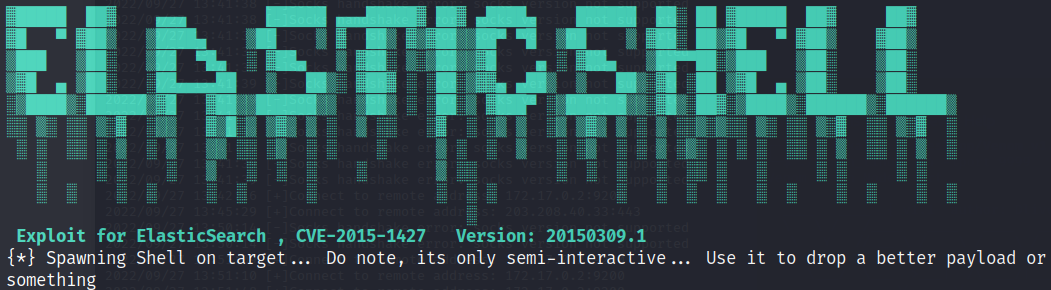 ELASTICSHELL
Exploit for ElasticSearch , CVE-2015-1427 Version: 20150309.1
{*} Spawning Shell on target... Do note, its only semi-interactive... Use it to drop a better payload or
something